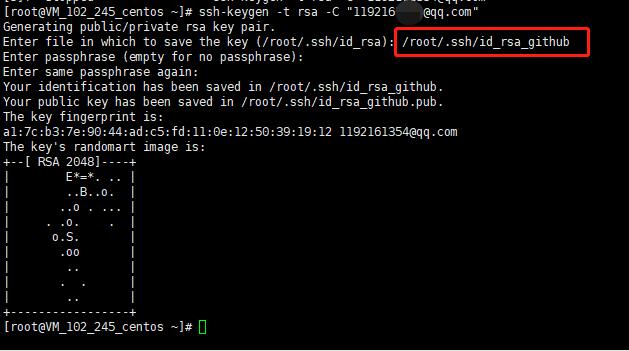 [root@VM_102_245_centos ~]# ssh-keygen -t rsa -C "119216 @qq.com"
Generating public/private rsa key pair.
Enter file in which to save the key (/root/.ssh/id_rsa): /root/.ssh/id_rsa_github
Enter passphrase (empty for no passphrase):
Enter same passphrase again:
Your identification has been saved in /root/.ssh/id_rsa_github.
Your public key has been saved in /root/.ssh/id_rsa_github.pub.
The key fingerprint is:
a1:7c:b3:7e:90:44:ad:c5:fd:11:0e:12:50:39:19:12 1192161354@qq.com
The key's randomart image is:
+--[ RSA 2048]----+
|        E*=*. .. |
|        ..B..o.  |
|       ..o . ... |
|     . .o.    .  |
|      o.S.       |
|       .oo       |
|        ..       |
|       .  .      |
|        ..       |
+-----------------+
[root@VM_102_245_centos ~]#